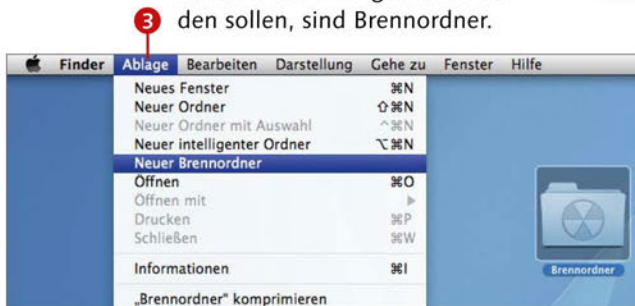 den sollen, sind Brennordner.
3
Finder Ablage Bearbeiten Darstellung Gehe zu Fenster Hilfe
Neues Fenster ⌘N
Neuer Ordner ⇧⌘N
Neuer Ordner mit Auswahl ^⌘N
Neuer intelligenter Ordner ⌥⌘N
Neuer Brennordner
Öffnen ⌘O
Öffnen mit ▶
Drucken ⌘P
Schließen ⌘W
Informationen ⌘I
„Brennordner" komprimieren
Brennordner